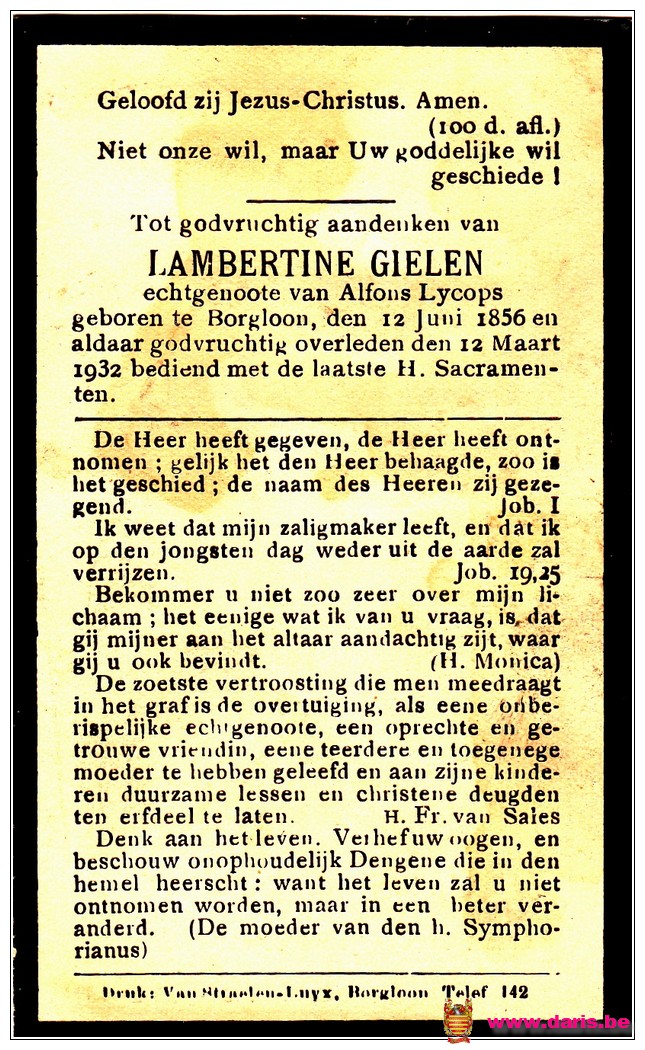 Geloofd zij Jezus-Christus. Amen.
(100 d. afl.)
Niet onze wil, maar Uw goddelijke wil
geschiede !
Tot godvruchtig aandenken van
LAMBERTINE GIELEN
echtgenoote van Alfons Lycops
geboren te Borgloon, den 12 Juni 1856 en
aldaar godvruchtig overleden den 12 Maart
1932 bediend met de laatste H. Sacramen-
ten.
De Heer heeft gegeven, de Heer heeft ont-
nomen ; gelijk het den Heer behaagde, zoo is
het geschied ; de naam des Heeren zij geze-
gend. Job. I
Ik weet dat mijn zaligmaker leeft, en dat ik
op den jongsten dag weder uit de aarde zal
verrijzen. Job. 19,25
Bekommer u niet zoo zeer over mijn li-
chaam ; het eenige wat ik van u vraag, is, dat
gij mijner aan het altaar aandachtig zijt, waar
gij u ook bevindt. (H. Monica)
De zoetste vertroosting die men meedraagt
in het graf is de overtuiging, als eene onbe-
rispelijke echtgenoote, een oprechte en ge-
trouwe vriendin, eene teerdere en toegenege
moeder te hebben geleefd en aan zijne kinde-
ren duurzame lessen en christene deugden
ten erfdeel te laten. H. Fr. van Sales
Denk aan het leven. Verhef uw oogen, en
beschouw onophoudelijk Dengene die in den
hemel heerscht : want het leven zal u niet
ontnomen worden, maar in een beter ver-
anderd. (De moeder van den h. Sympho-
rianus)
Druk: Van Straelen-Luyx, Borgloon Telef 142
www.daris.be